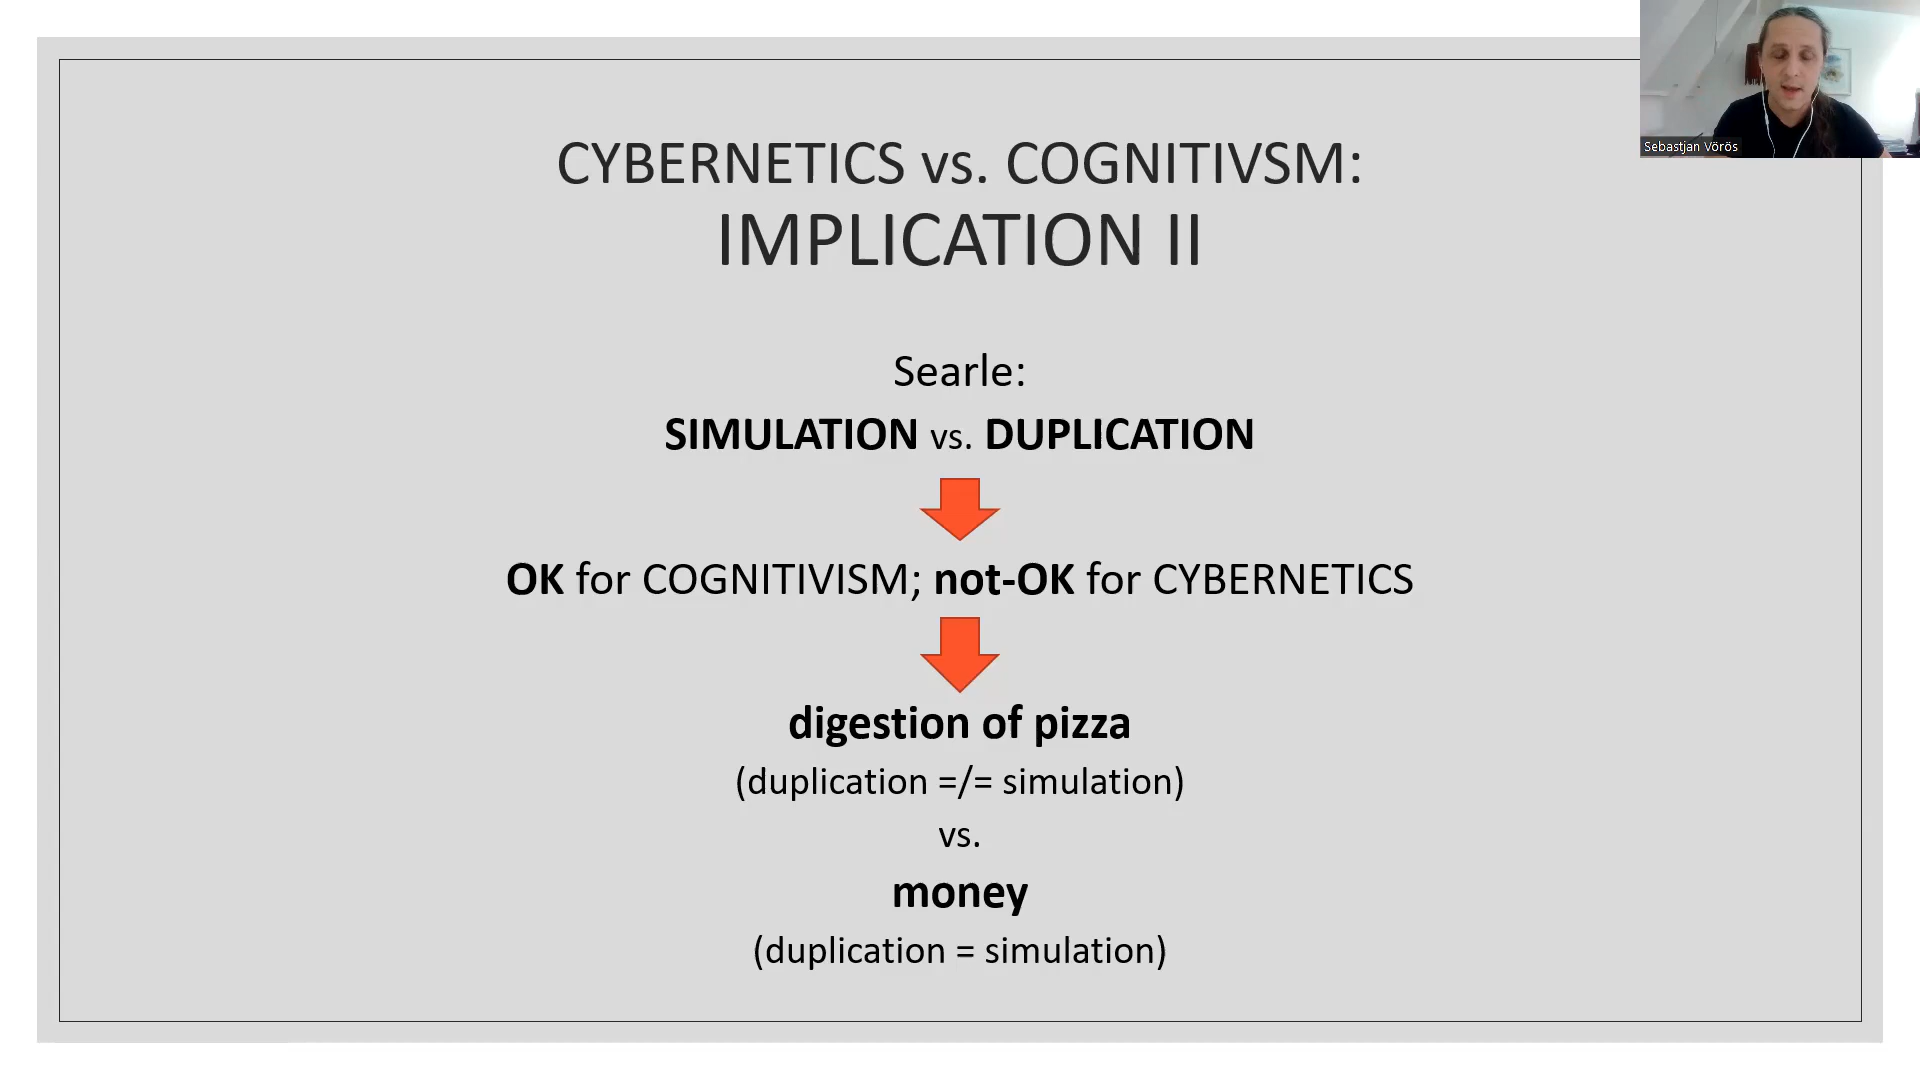 CYBERNETICS vs. COGNITIVSM:
IMPLICATION II
Sebastjan Vörös
Searle:
SIMULATION vs. DUPLICATION
OK for COGNITIVISM; not-OK for CYBERNETICS
digestion of pizza
(duplication =/= simulation)
vs.
money
(duplication = simulation)